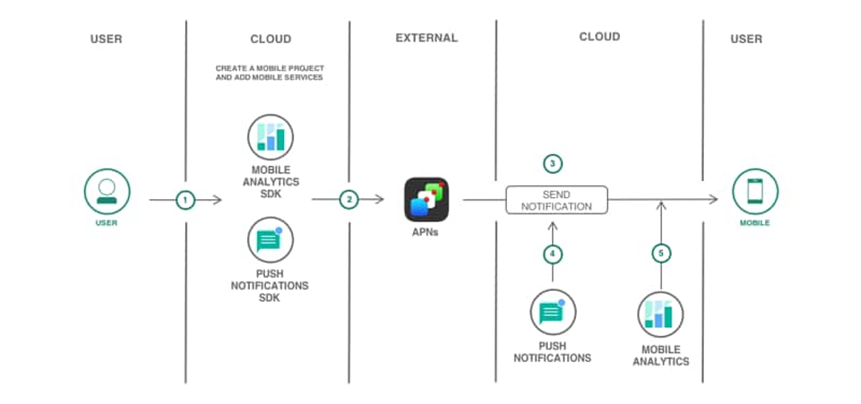 USER
CLOUD
EXTERNAL
CLOUD
USER
CREATE A MOBILE PROJECT
AND ADD MOBILE SERVICES
MOBILE
ANALYTICS
SDK
PUSH
NOTIFICATIONS
SDK
USER
1
2
APNs
3
SEND
NOTIFICATION
4
5
PUSH
NOTIFICATIONS
MOBILE
ANALYTICS
MOBILE